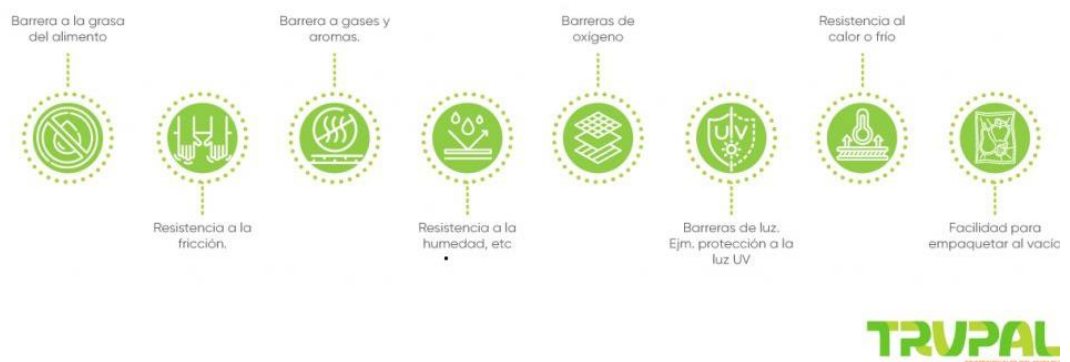 Barrera a la grasa
del alimento
Barrera a gases y
aromas.
Barreras de
oxígeno
Resistencia al
calor o frío
UV
Resistencia a la
fricción.
Resistencia a la
humedad, etc
Barreras de luz.
Ejm. protección a la
luz UV
Facilidad para
empaquetar al vacío
TRUPAL